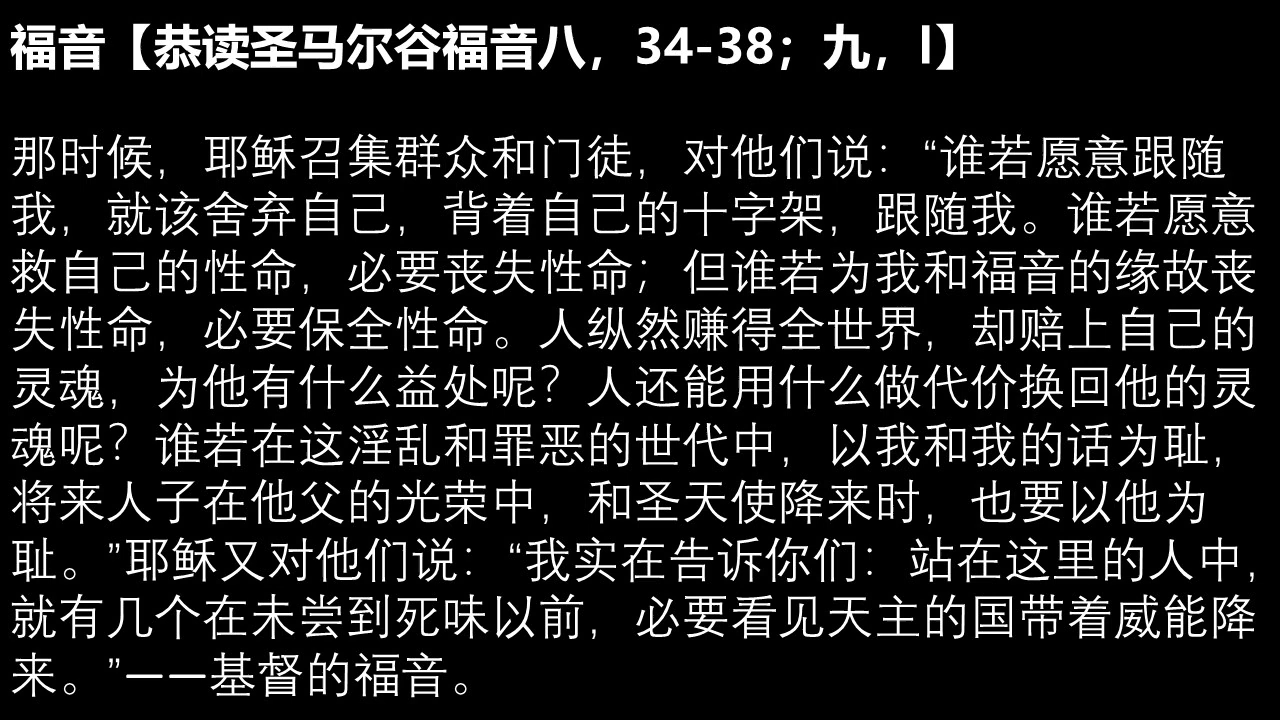 福音【恭读圣马尔谷福音八，34-38；九，I】
那时候，耶稣召集群众和门徒，对他们说：“谁若愿意跟随
我，就该舍弃自己，背着自己的十字架，跟随我。谁若愿意
救自己的性命，必要丧失性命；但谁若为我和福音的缘故丧
失性命，必要保全性命。人纵然赚得全世界，却赔上自己的
灵魂，为他有什么益处呢？人还能用什么做代价换回他的灵
魂呢？谁若在这淫乱和罪恶的世代中，以我和我的话为耻，
将来人子在他父的光荣中，和圣天使降来时，也要以他为
耻。”耶稣又对他们说：“我实在告诉你们：站在这里的人中，
就有几个在未尝到死味以前，必要看见天主的国带着威能降
来。”——基督的福音。